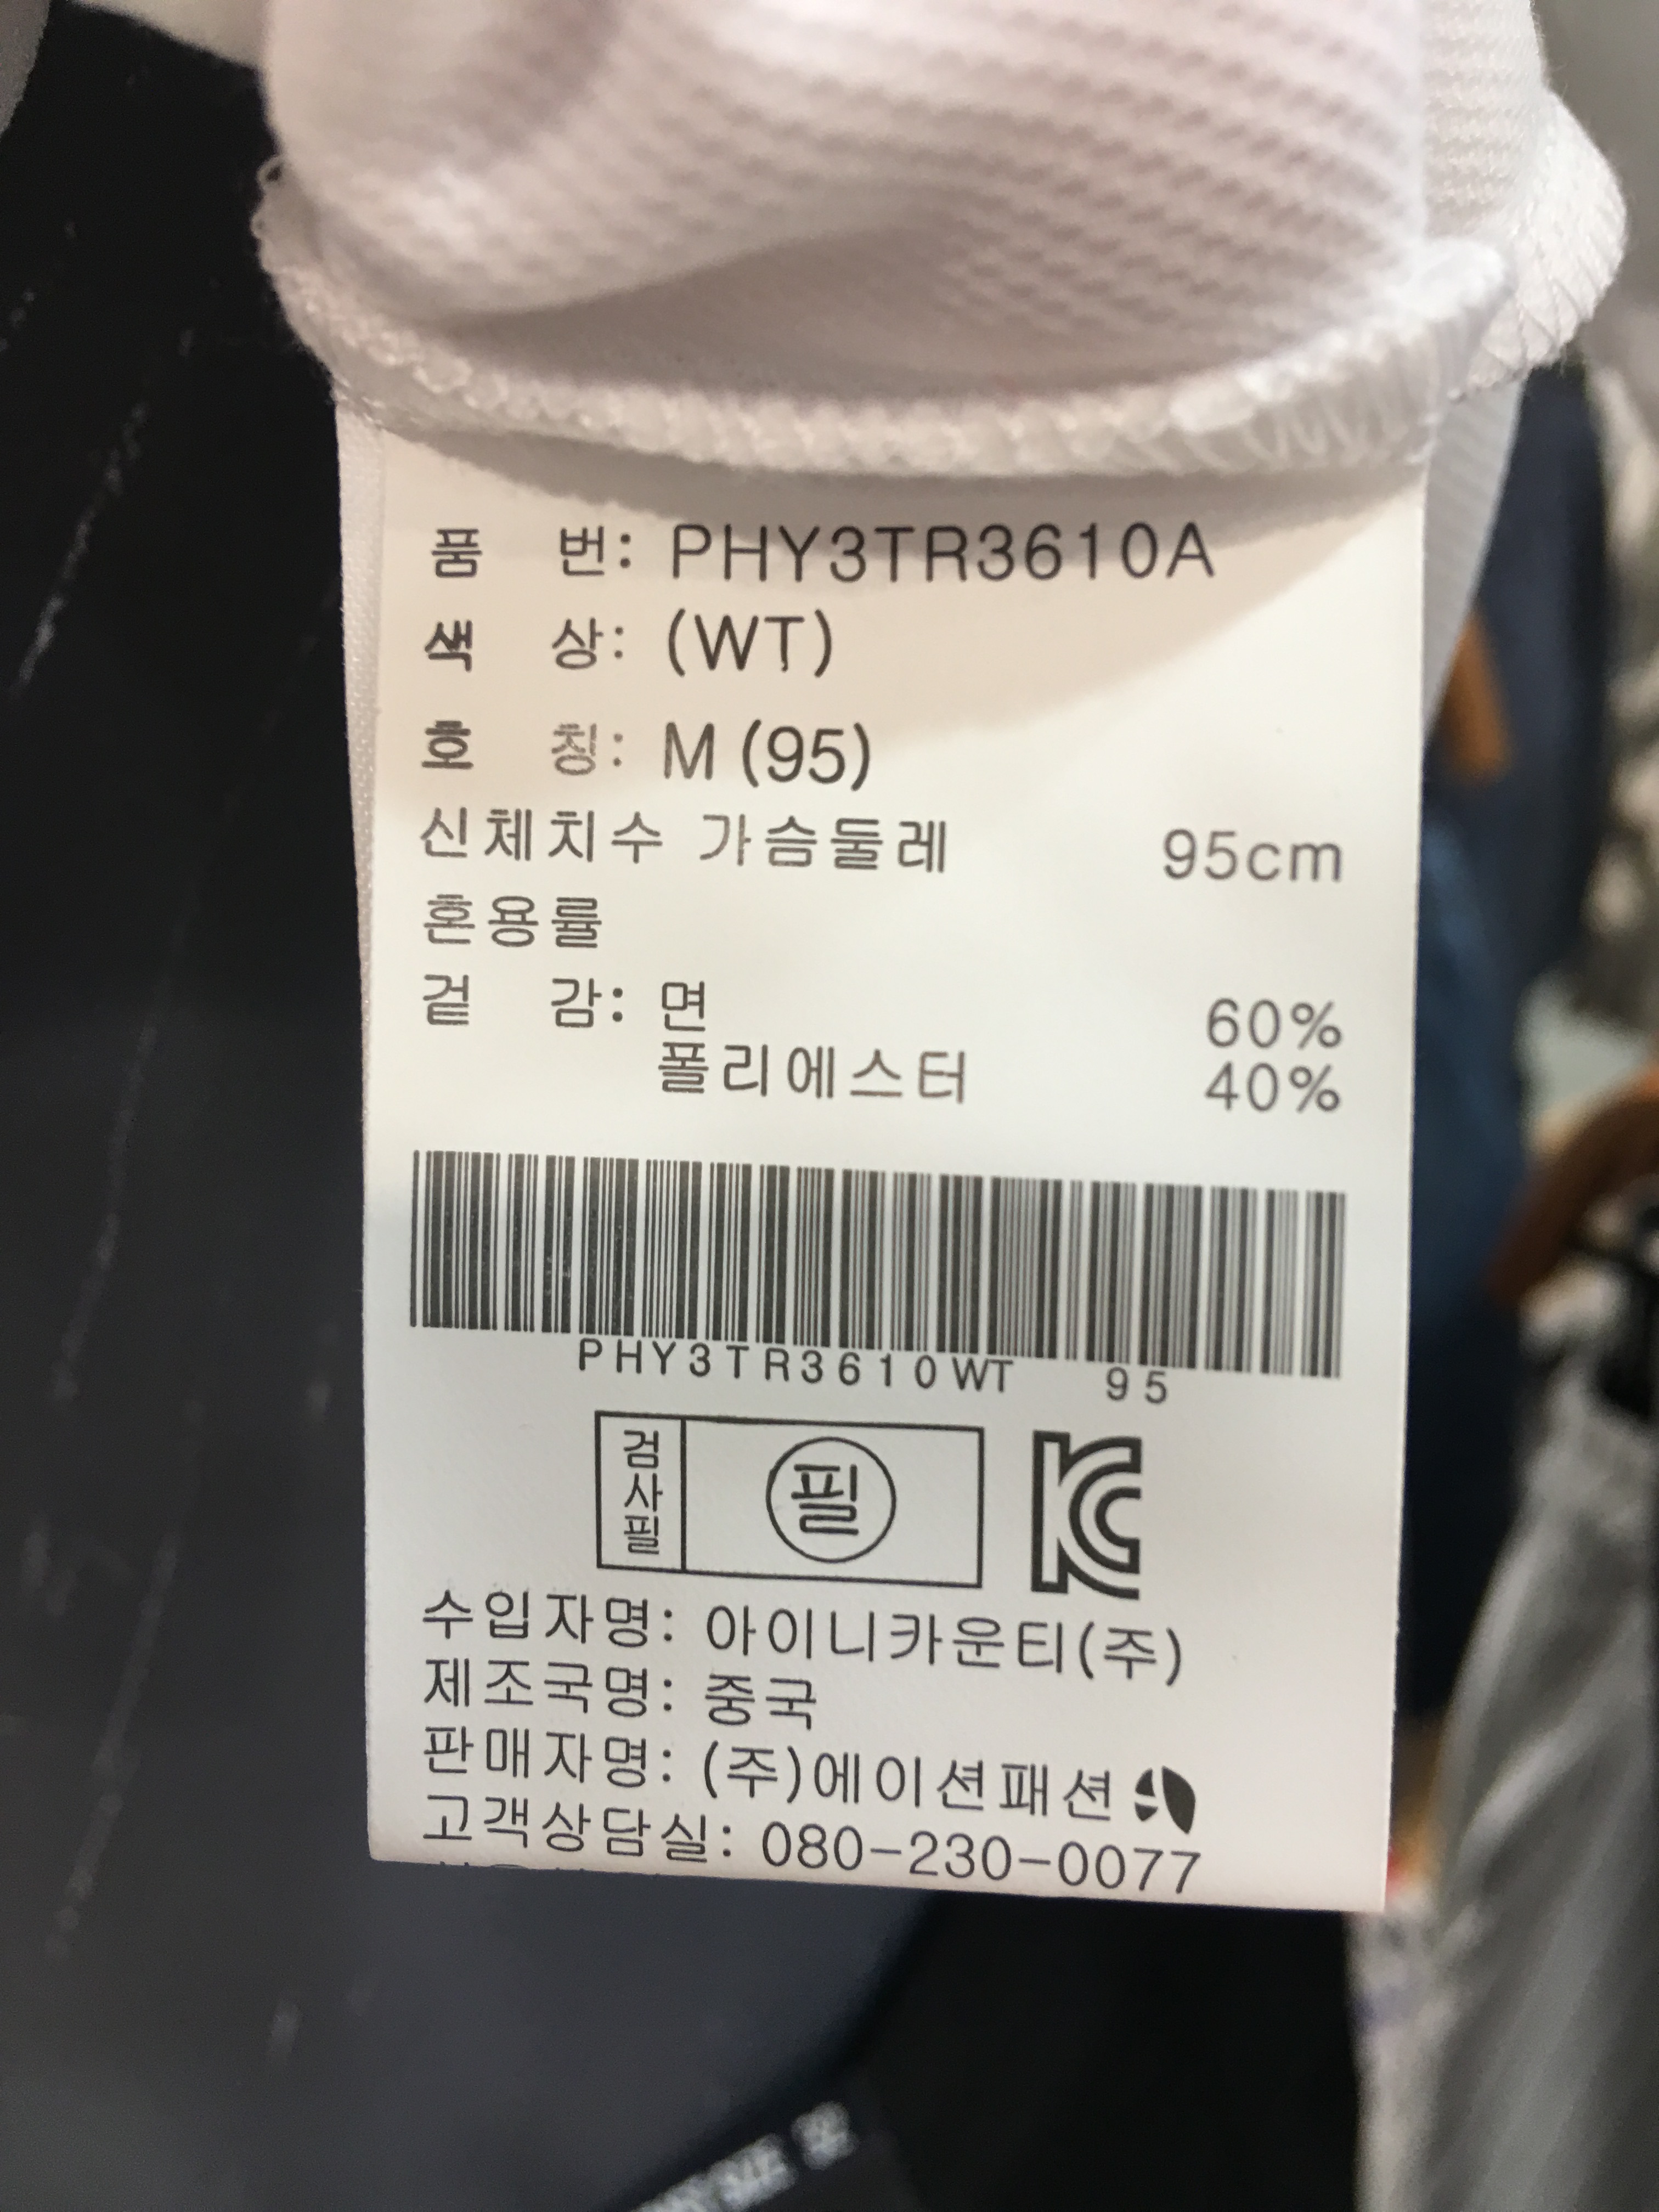 품 번: PHY3TR3610A
색 상: (WT)
호 칭: M (95)
신체치수 가슴둘레 95cm
혼용률
겉 감: 면 60%
폴리에스터 40%
PHY3TR3610WT 95
검사필
필
KC
수입자명: 아이니카운티(주)
제조국명: 중국
판매자명: (주)에이션패션
고객상담실: 080-230-0077